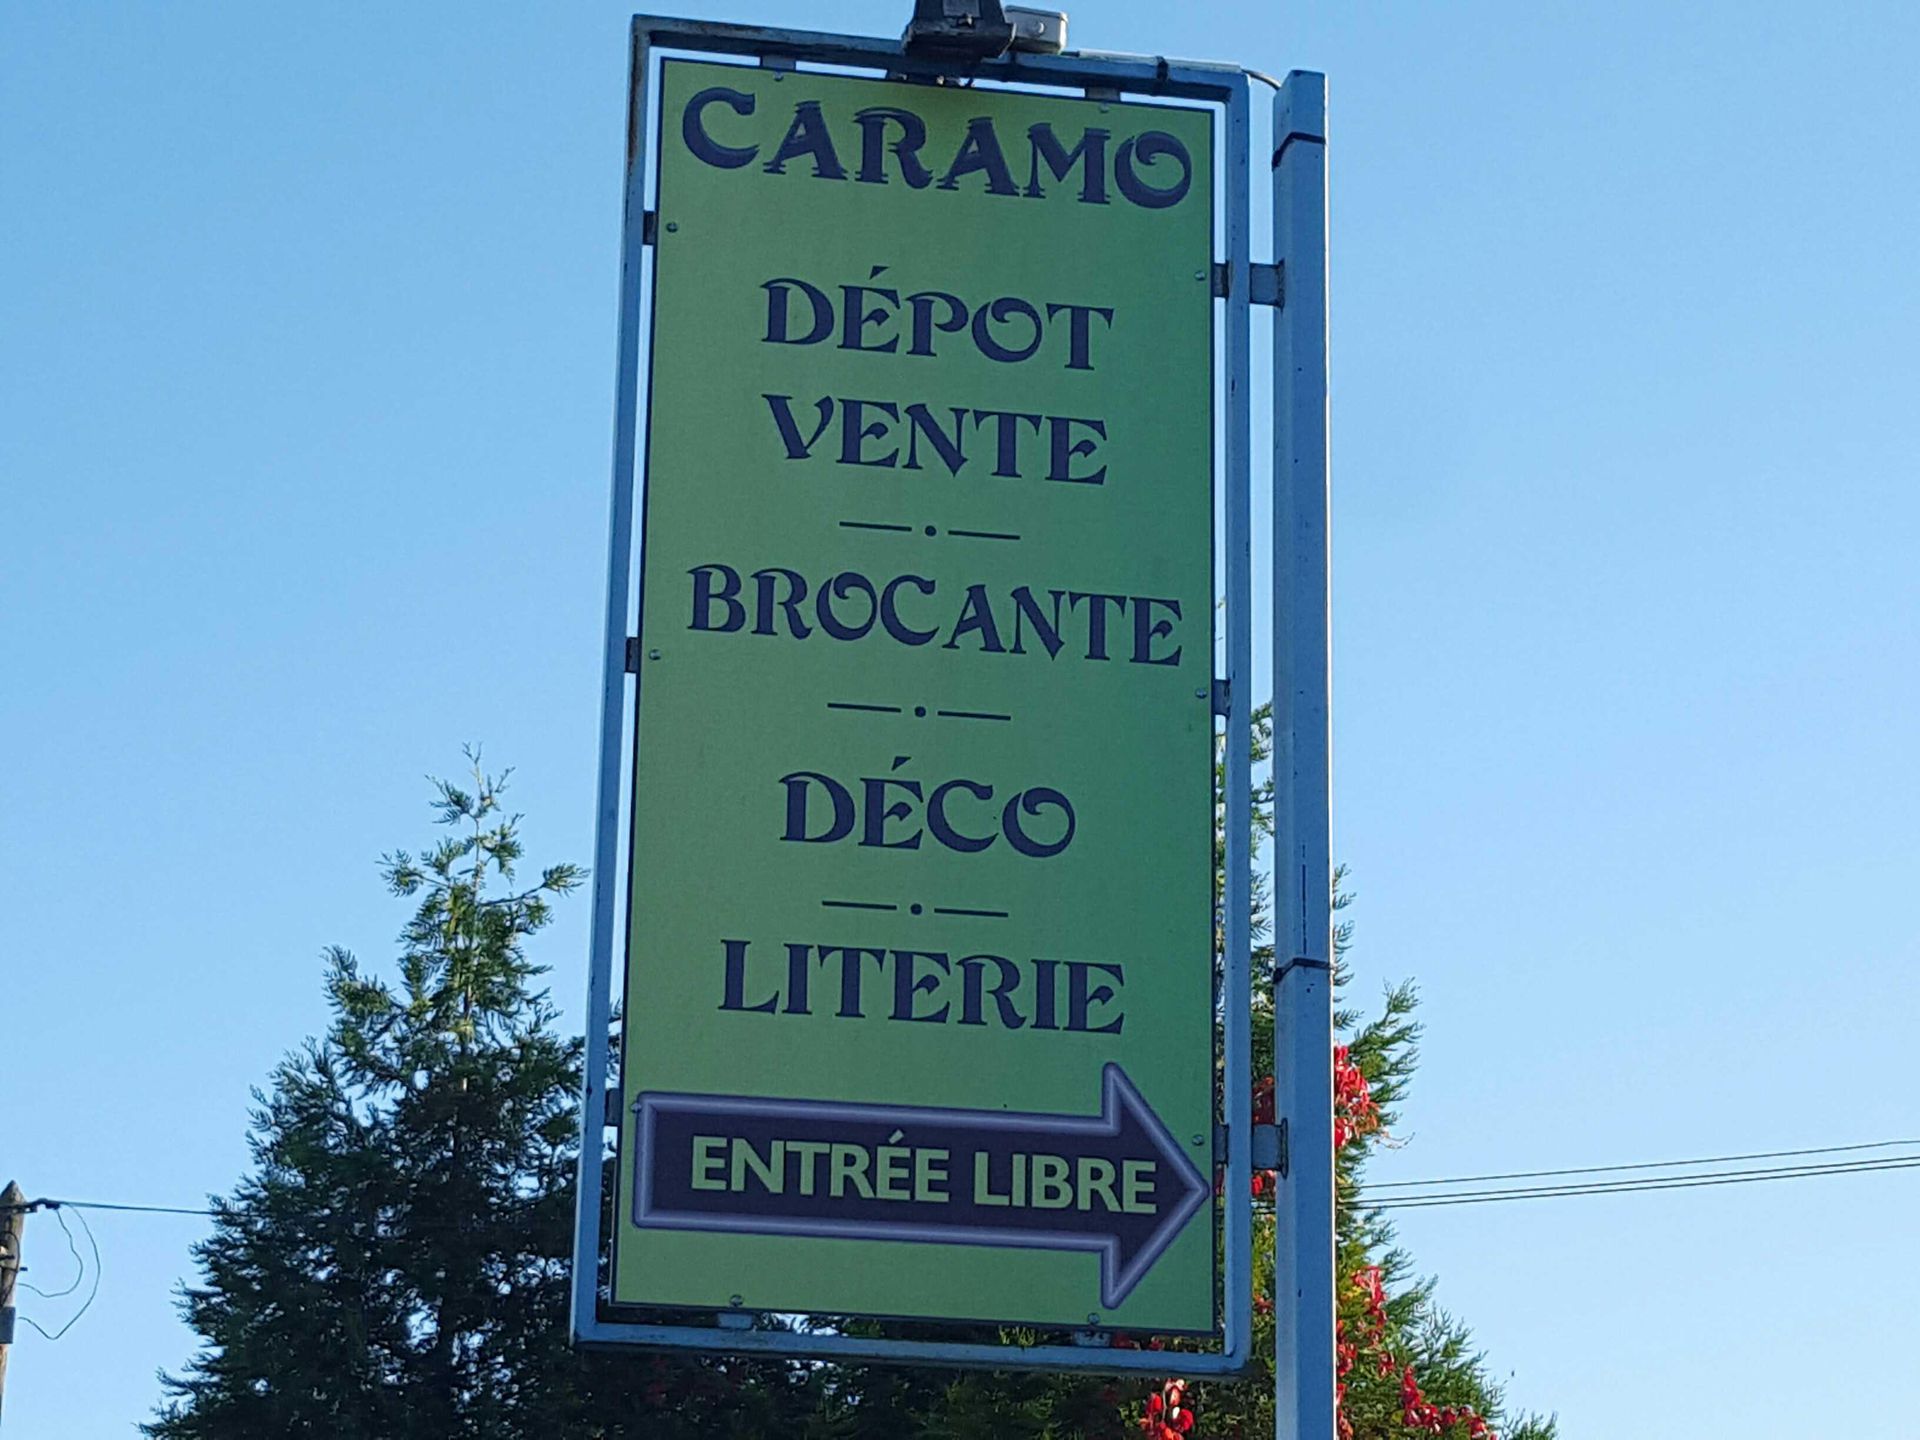 CARAMO
DÉPOT
VENTE
BROCANTE
DÉCO
LITERIE
ENTRÉE LIBRE